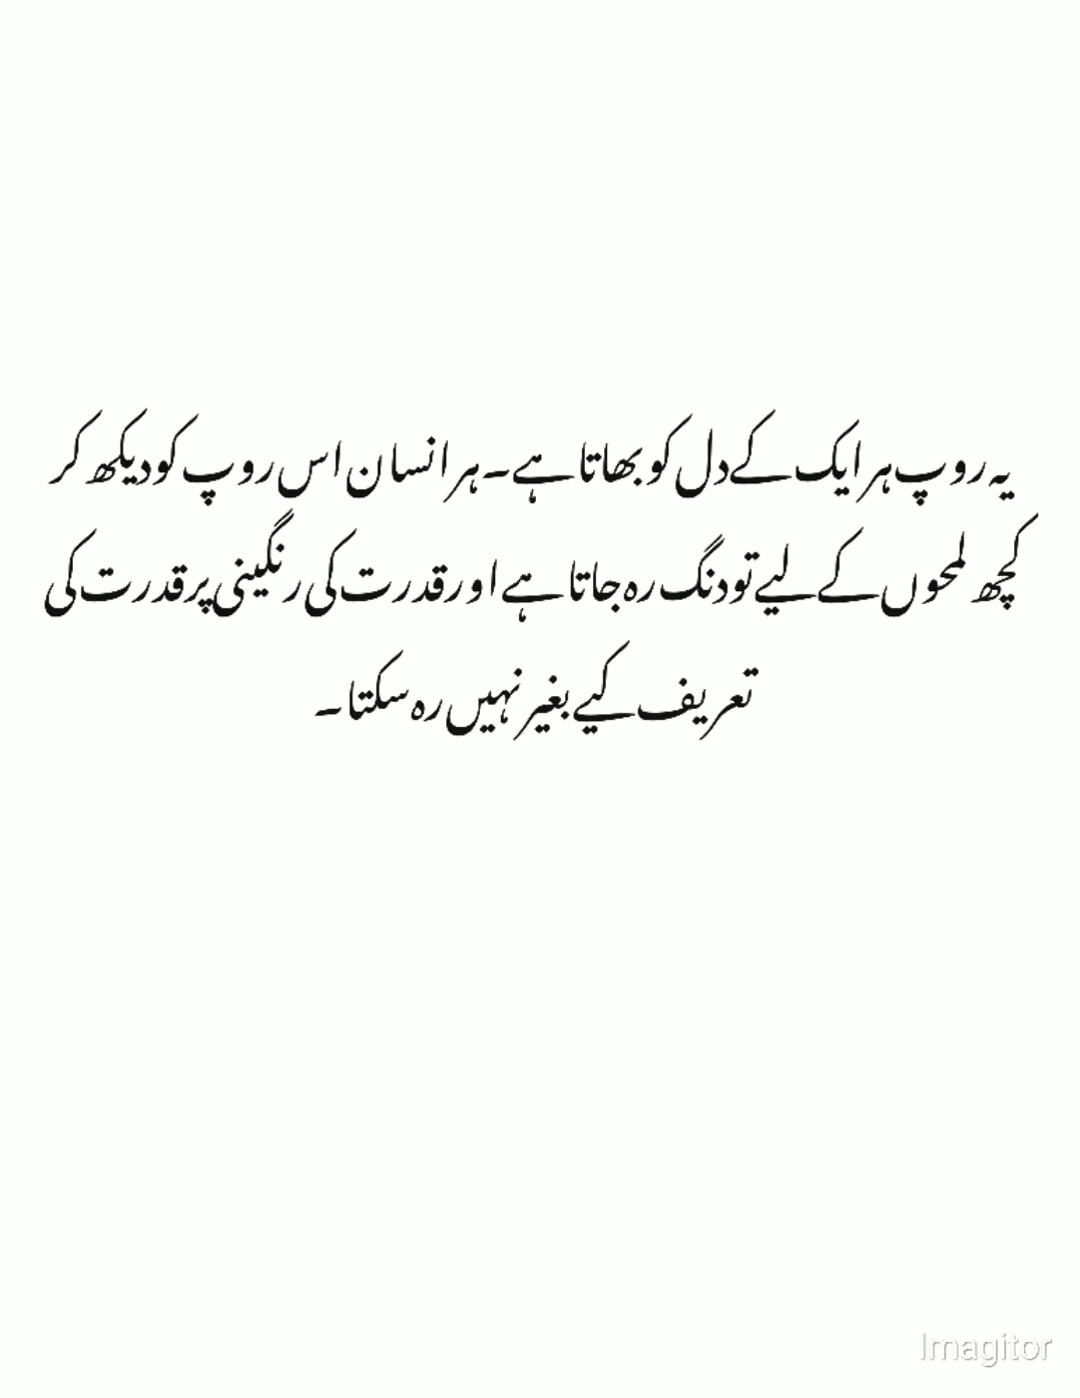 یہ روپ ہر ایک کے دل کو بھاتا ہے۔ ہر انسان اس روپ کو دیکھ کر
کچھ لمحوں کے لیے تو دنگ رہ جاتا ہے اور قدرت کی رنگینی پر قدرت کی
تعریف کیے بغیر نہیں رہ سکتا۔
Imagitor